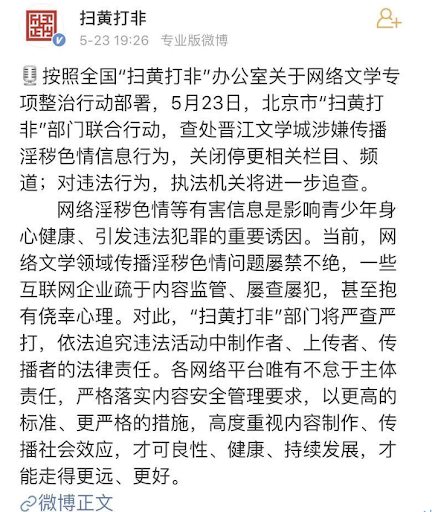 扫黄打非
5-23 19:26 专业版微博
按照全国“扫黄打非”办公室关于网络文学专
项整治行动部署，5月23日，北京市“扫黄打
非”部门联合行动，查处晋江文学城涉嫌传播
淫秽色情信息行为，关闭停更相关栏目、频
道；对违法行为，执法机关将进一步追查。
网络淫秽色情等有害信息是影响青少年身
心健康、引发违法犯罪的重要诱因。当前，网
络文学领域传播淫秽色情问题屡禁不绝，一些
互联网企业疏于内容监管、屡查屡犯，甚至抱
有侥幸心理。对此，“扫黄打非”部门将严查严
打，依法追究违法活动中制作者、上传者、传
播者的法律责任。各网络平台唯有不怠于主体
责任，严格落实内容安全管理要求，以更高的
标准、更严格的措施，高度重视内容制作、传
播社会效应，才可良性、健康、持续发展，才
能走得更远、更好。
微博正文